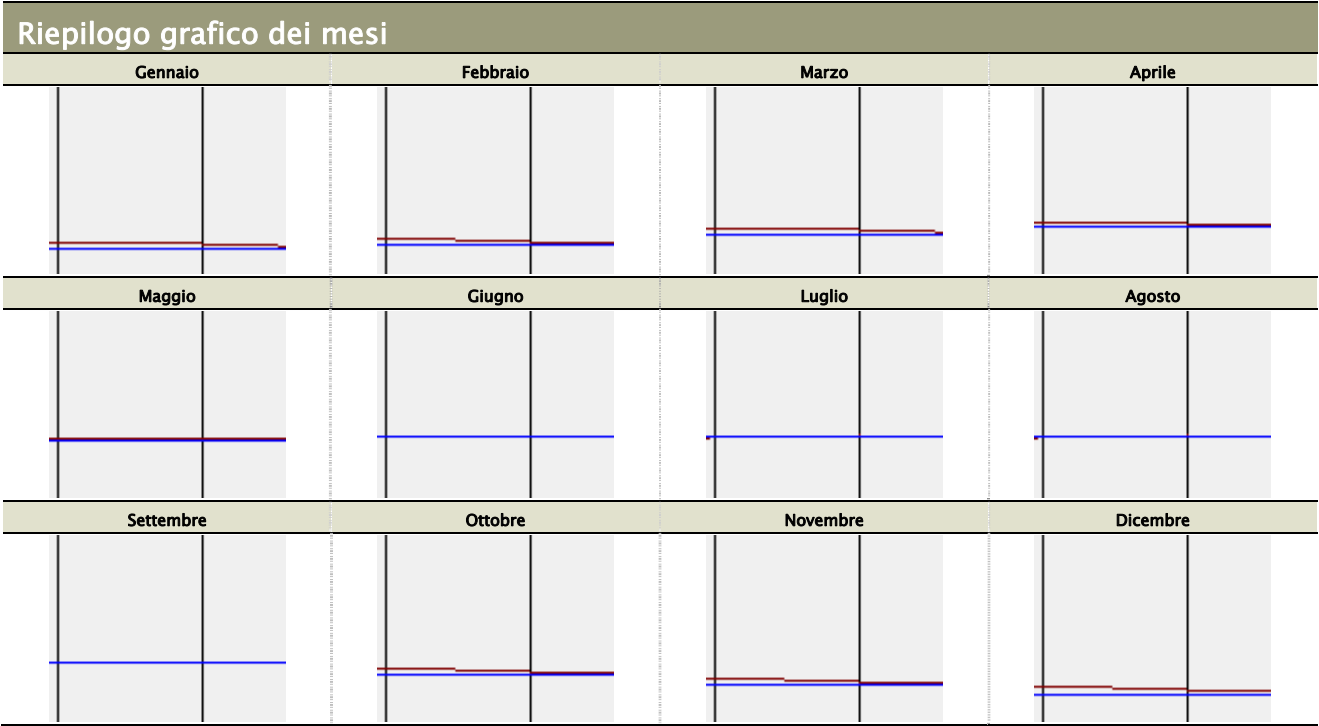 Riepilogo grafico dei mesi
Gennaio Febbraio Marzo Aprile
Maggio Giugno Luglio Agosto
Settembre Ottobre Novembre Dicembre